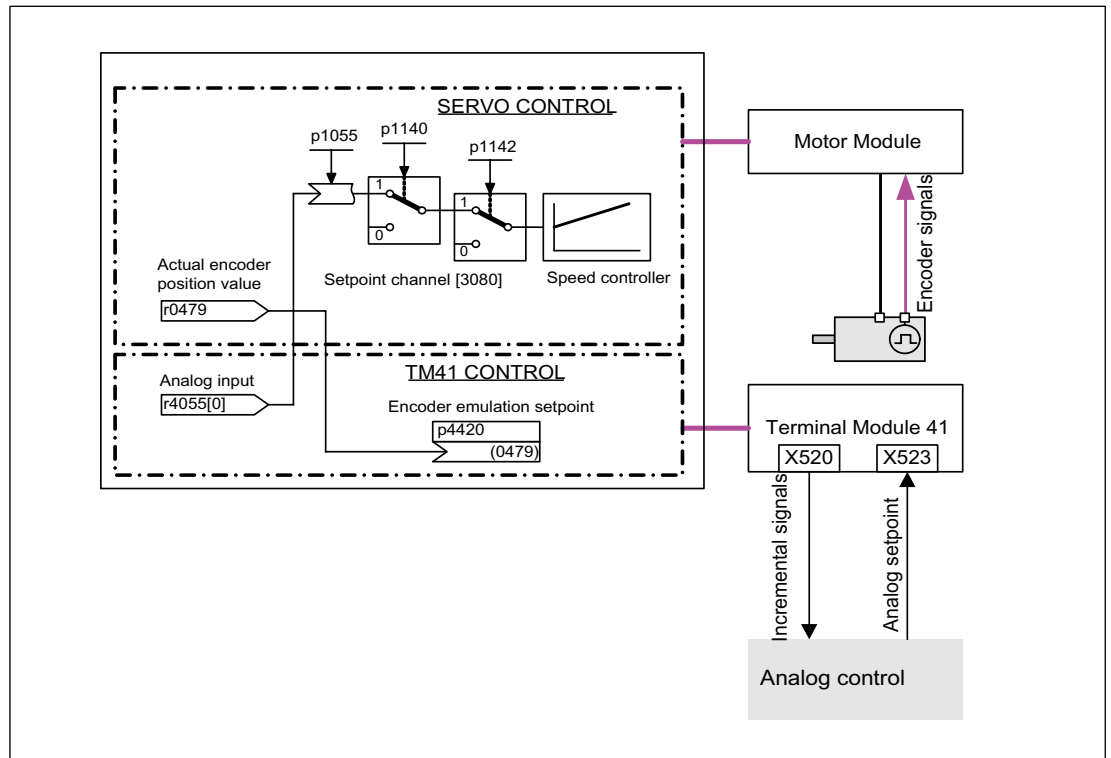 SERVO CONTROL
p1055
p1140
p1142
1
0
1
0
Setpoint channel [3080]
Speed controller
Actual encoder
position value
r0479
TM41 CONTROL
Analog input
r4055[0]
Encoder emulation setpoint
p4420
(0479)
Motor Module
Encoder signals
Terminal Module 41
X520
X523
Incremental signals
Analog setpoint
Analog control